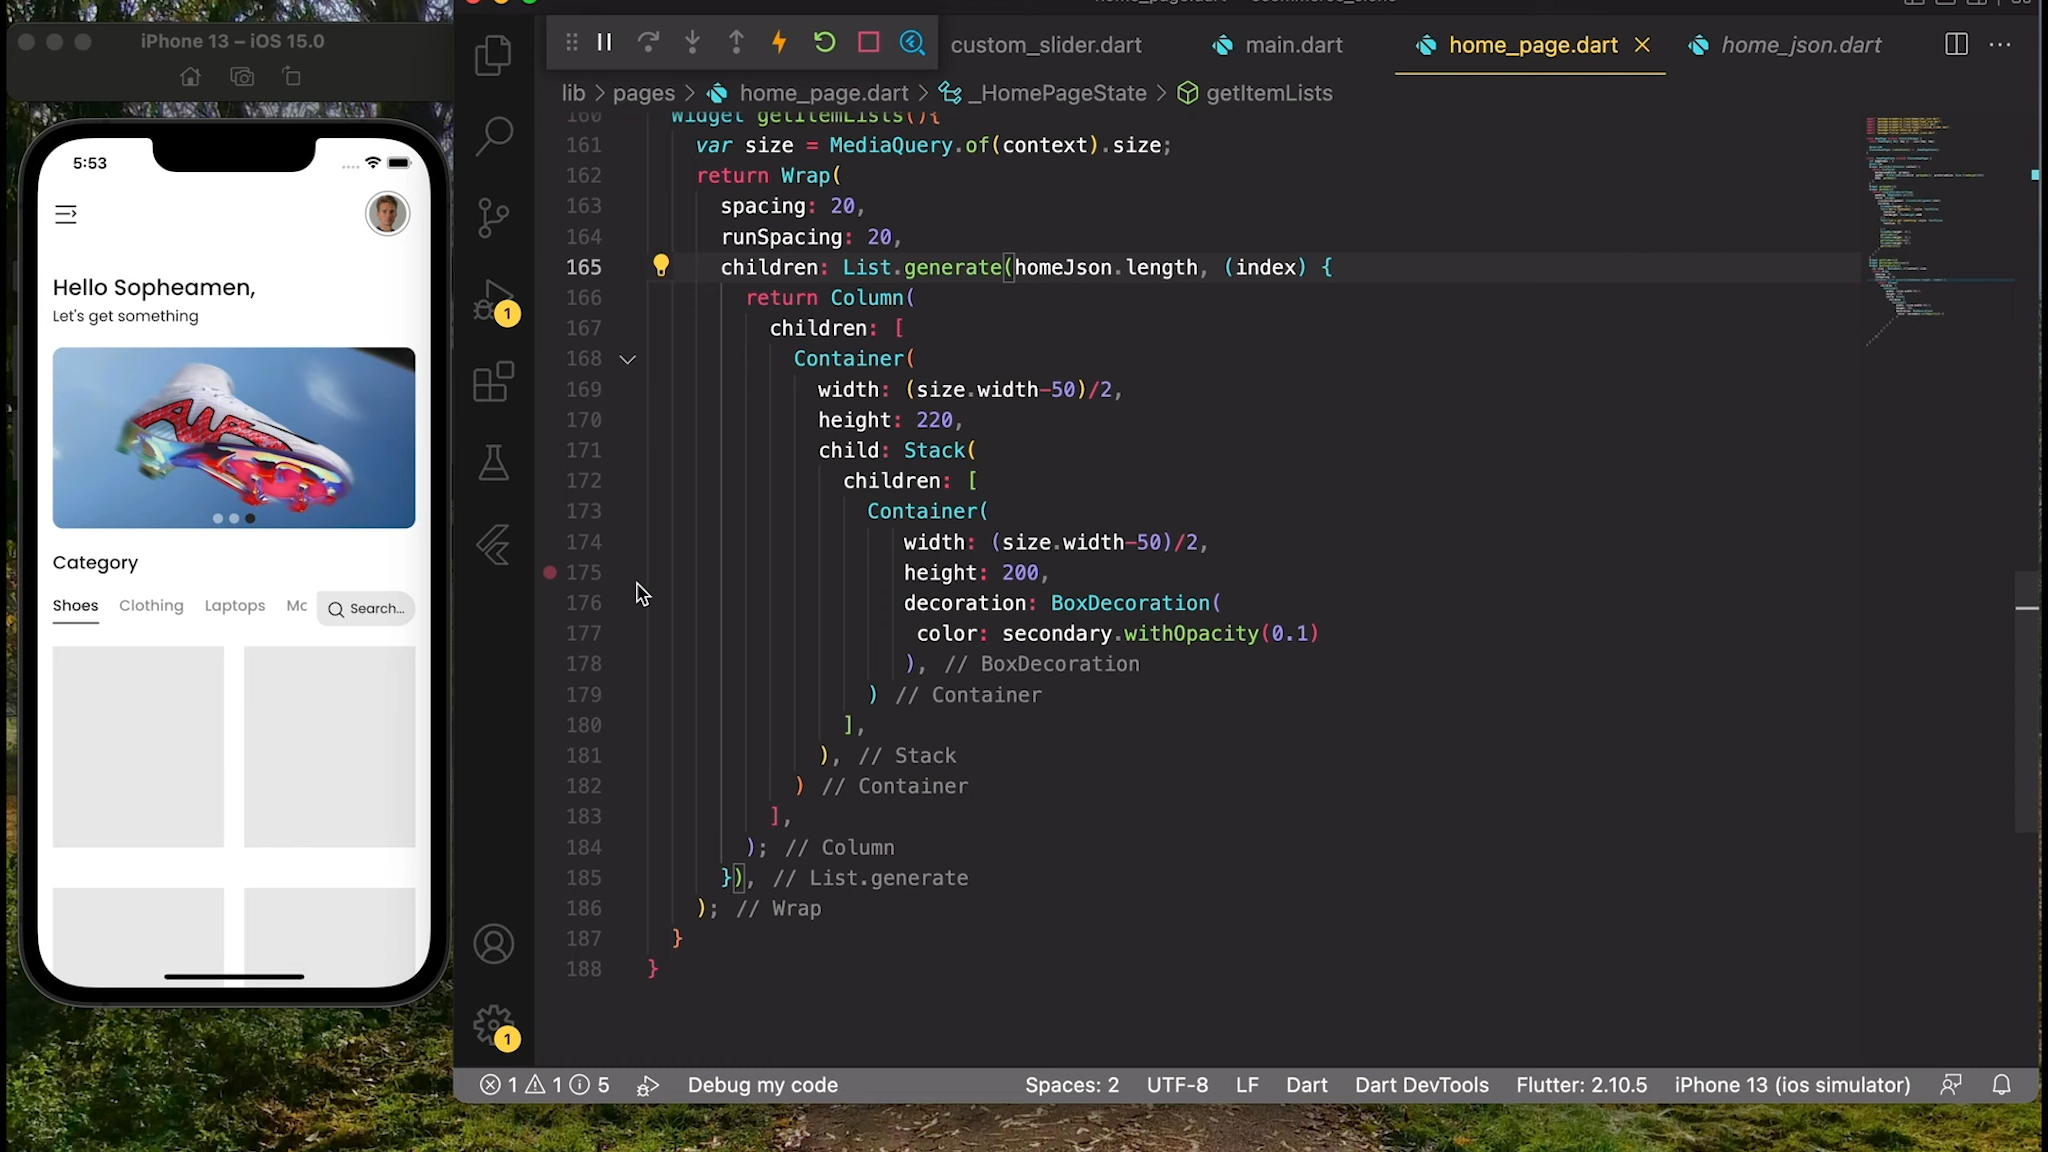 iPhone 13 – iOS 15.0
5:53
Hello Sopheamen,
Let's get something
Category
Shoes Clothing Laptops Mo Search...
custom_slider.dart main.dart home_page.dart home_json.dart
lib > pages > home_page.dart > _HomePageState > getItemLists
160 Widget getItemLists(){
161 var size = MediaQuery.of(context).size;
162 return Wrap(
163 spacing: 20,
164 runSpacing: 20,
165 children: List.generate(homeJson.length, (index) {
166 return Column(
167 children: [
168 Container(
169 width: (size.width-50)/2,
170 height: 220,
171 child: Stack(
172 children: [
173 Container(
174 width: (size.width-50)/2,
175 height: 200,
176 decoration: BoxDecoration(
177 color: secondary.withOpacity(0.1)
178 ), // BoxDecoration
179 ) // Container
180 ],
181 ), // Stack
182 ) // Container
183 ],
184 ); // Column
185 }), // List.generate
186 ); // Wrap
187 }
188 }
1
1
1 1 5 Debug my code Spaces: 2 UTF-8 LF Dart Dart DevTools Flutter: 2.10.5 iPhone 13 (ios simulator)